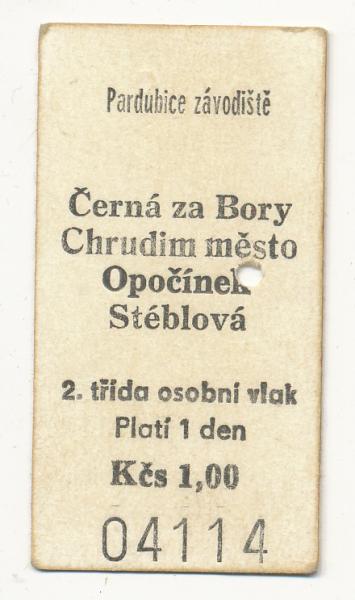 Pardubice závodiště
Černá za Bory
Chrudim město
Opočínek
Stéblová
2. třída osobní vlak
Platí 1 den
Kčs 1,00
04114